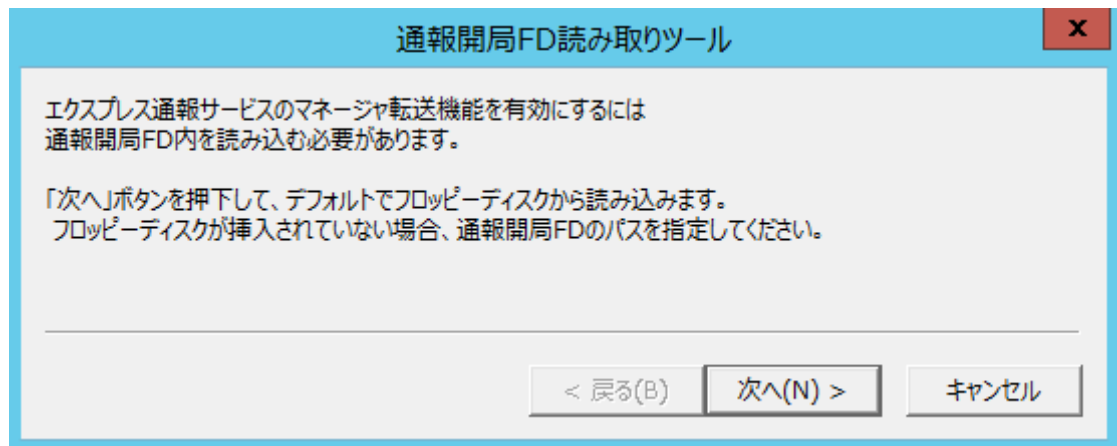 通報開局FD読み取りツール
x
エクスプレス通報サービスのマネージャ転送機能を有効にするには
通報開局FD内を読み込む必要があります。
「次へ」ボタンを押下して、デフォルトでフロッピーディスクから読み込みます。
フロッピーディスクが挿入されていない場合、通報開局FDのパスを指定してください。
< 戻る(B)
次へ(N) >
キャンセル